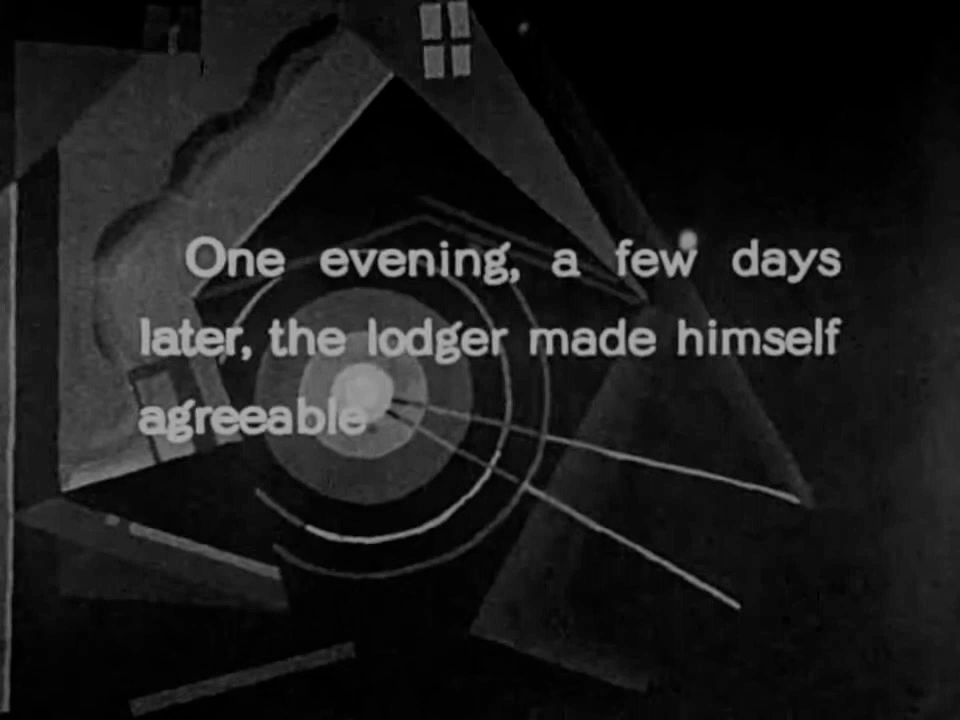 One evening, a few days
later, the lodger made himself
agreeable